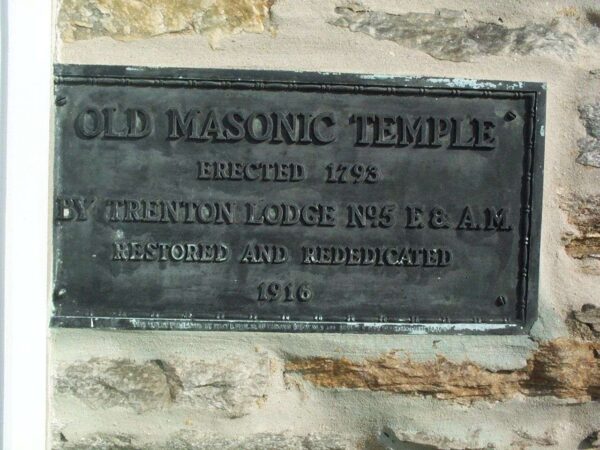 OLD MASONIC TEMPLE
ERECTED 1793
BY TRENTON LODGE Nº5 F. & A.M.
RESTORED AND REDEDICATED
1916